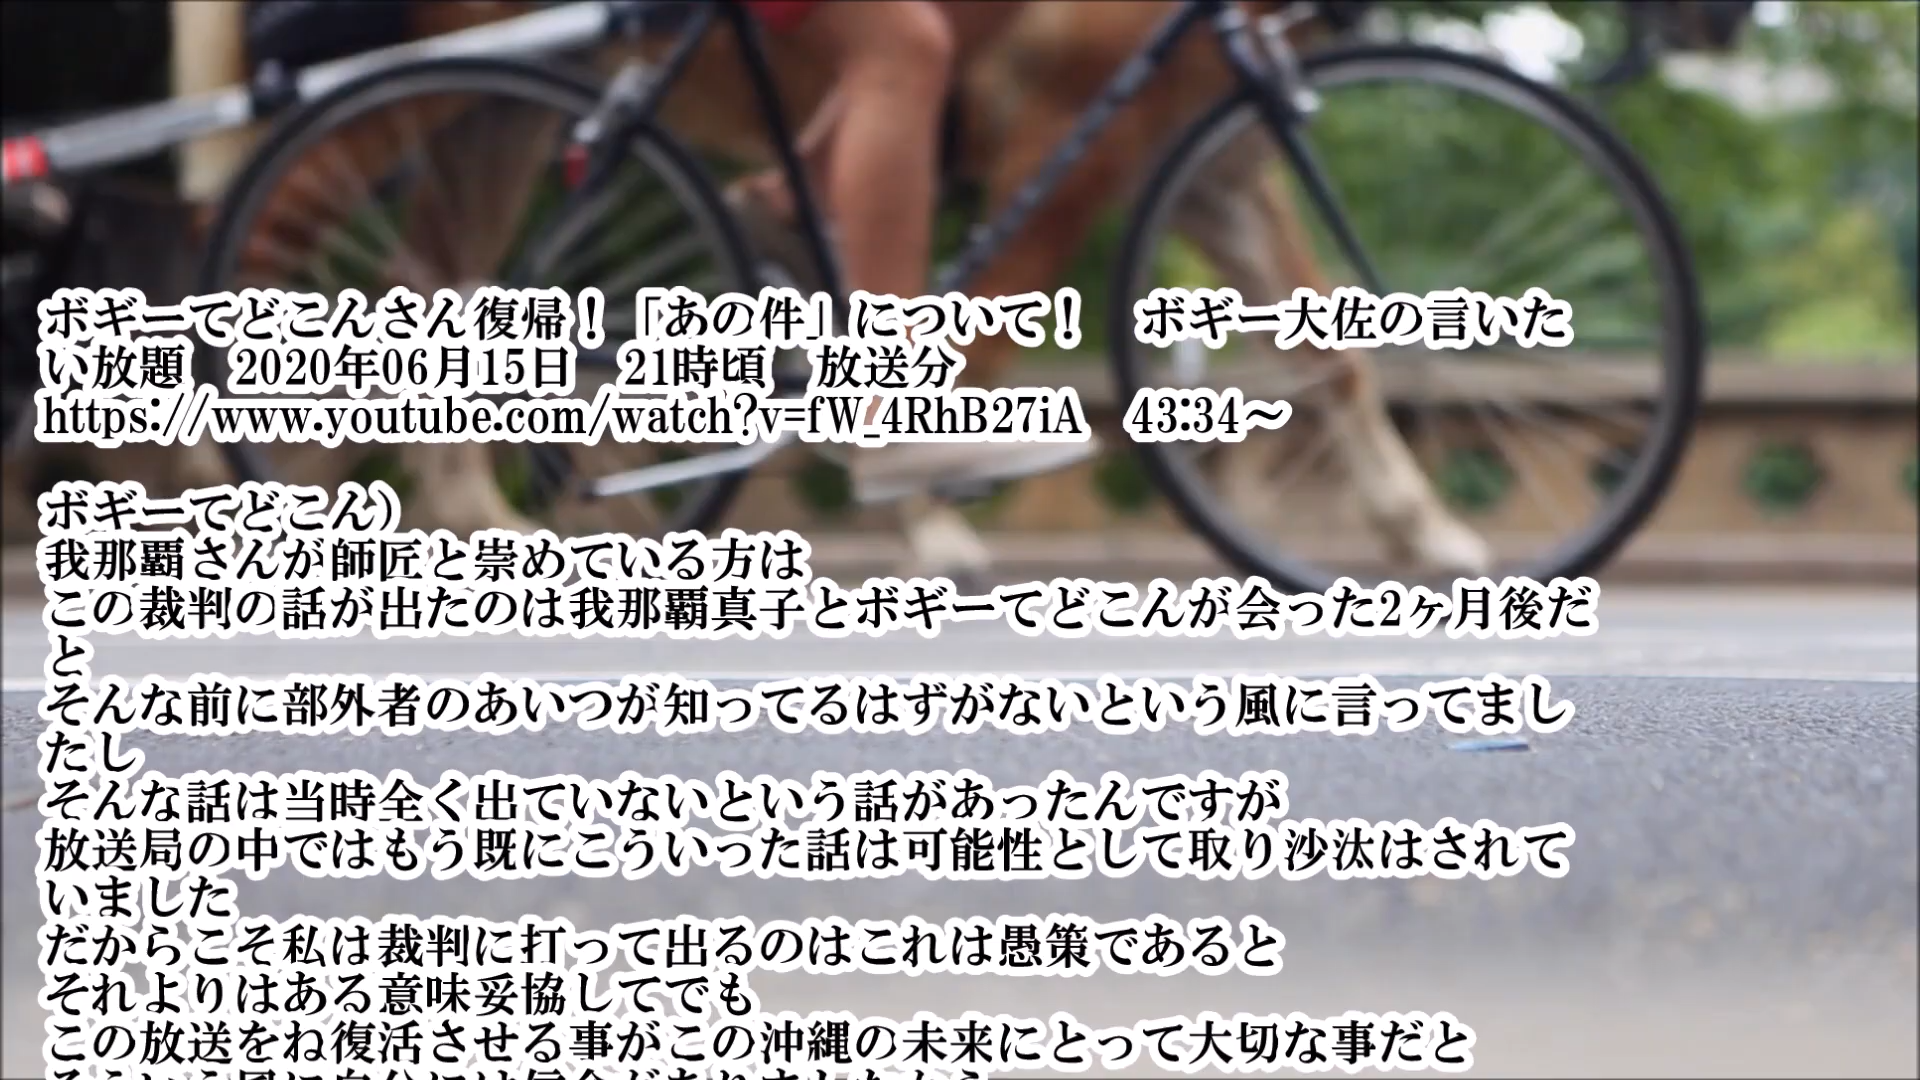 ボギーてどこんさん復帰！「あの件」について！　ボギー大佐の言いた
い放題　2020年06月15日　21時頃　放送分
https://www.youtube.com/watch?v=fW_4RhB27iA　43:34～
ボギーてどこん）
我那覇さんが師匠と崇めている方は
この裁判の話が出たのは我那覇真子とボギーてどこんが会った2ヶ月後だ
と
そんな前に部外者のあいつが知ってるはずがないという風に言ってまし
たし
そんな話は当時全く出ていないという話があったんですが
放送局の中ではもう既にこういった話は可能性として取り沙汰はされて
いました
だからこそ私は裁判に打って出るのはこれは愚策であると
それよりはある意味妥協してでも
この放送をね復活させる事がこの沖縄の未来にとって大切な事だと